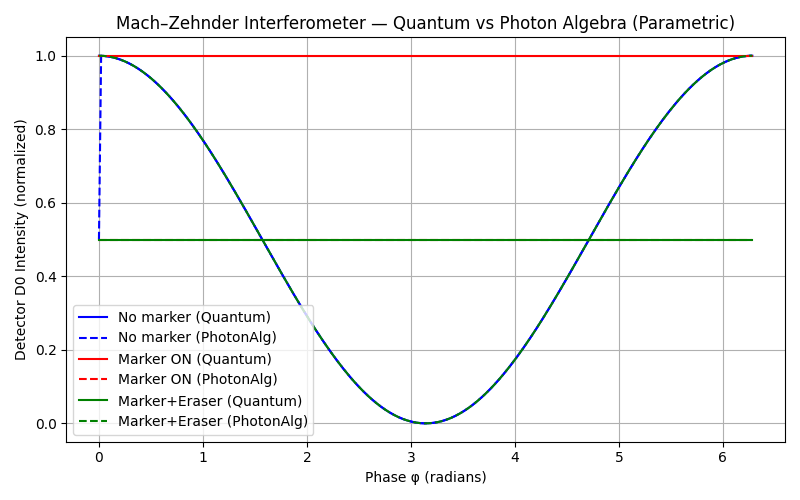 Mach–Zehnder Interferometer — Quantum vs Photon Algebra (Parametric)
Detector D0 Intensity (normalized)
1.0
0.8
0.6
0.4
0.2
0.0
No marker (Quantum)
No marker (PhotonAlg)
Marker ON (Quantum)
Marker ON (PhotonAlg)
Marker+Eraser (Quantum)
Marker+Eraser (PhotonAlg)
0 1 2 3 4 5 6
Phase φ (radians)